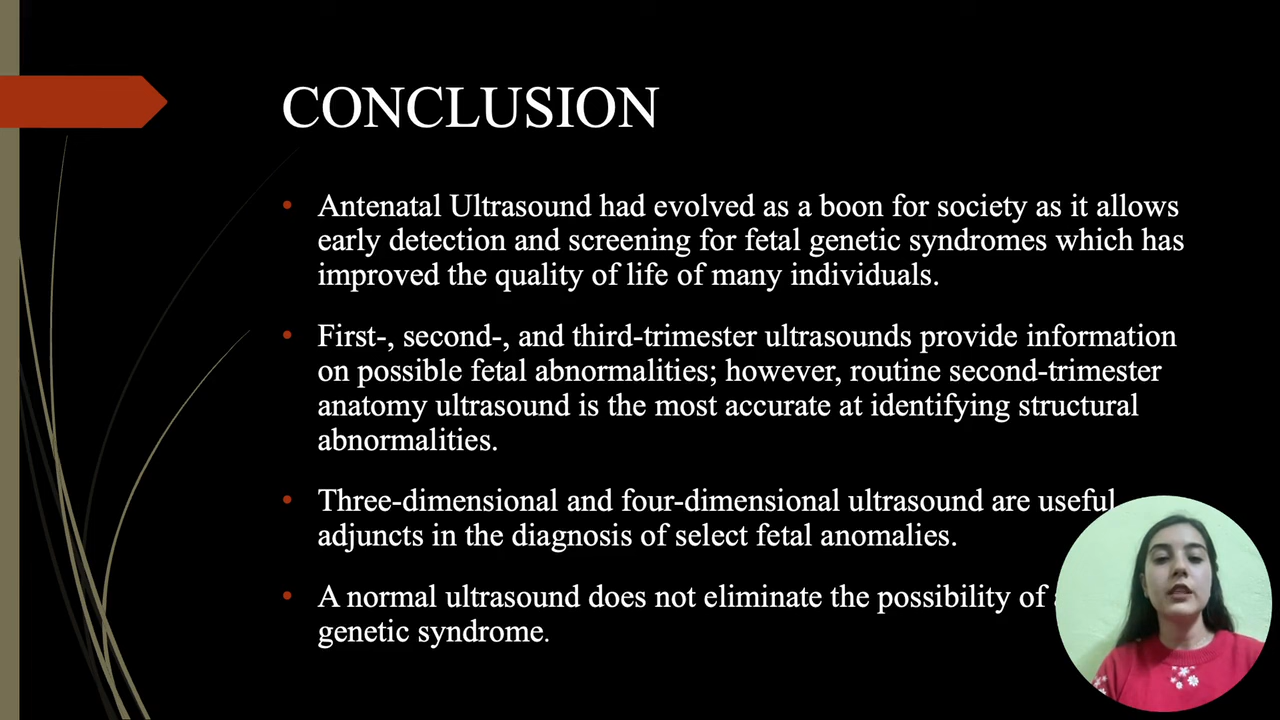 CONCLUSION
• Antenatal Ultrasound had evolved as a boon for society as it allows
early detection and screening for fetal genetic syndromes which has
improved the quality of life of many individuals.
• First-, second-, and third-trimester ultrasounds provide information
on possible fetal abnormalities; however, routine second-trimester
anatomy ultrasound is the most accurate at identifying structural
abnormalities.
• Three-dimensional and four-dimensional ultrasound are useful
adjuncts in the diagnosis of select fetal anomalies.
• A normal ultrasound does not eliminate the possibility of
genetic syndrome.